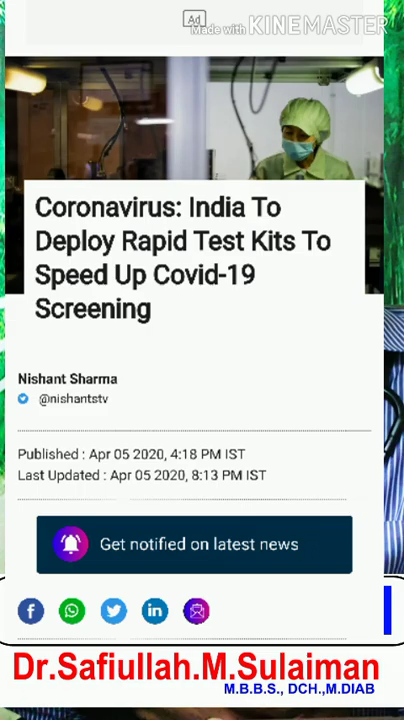 Ad
Made with KINEMASTER
Coronavirus: India To
Deploy Rapid Test Kits To
Speed Up Covid-19
Screening
Nishant Sharma
@nishantstv
Published : Apr 05 2020, 4:18 PM IST
Last Updated : Apr 05 2020, 8:13 PM IST
Get notified on latest news
Dr.Safiullah.M.Sulaiman
M.B.B.S., DCH.,M.DIAB